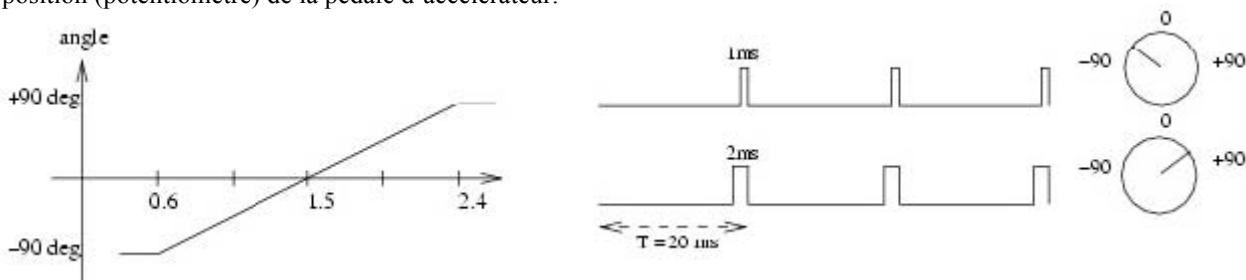 position (potentiomètre) de la pédale d'accélérateur.
angle
+90 deg
0.6
1.5
2.4
-90 deg
1ms
2ms
T = 20 ms
0
-90
+90
0
-90
+90